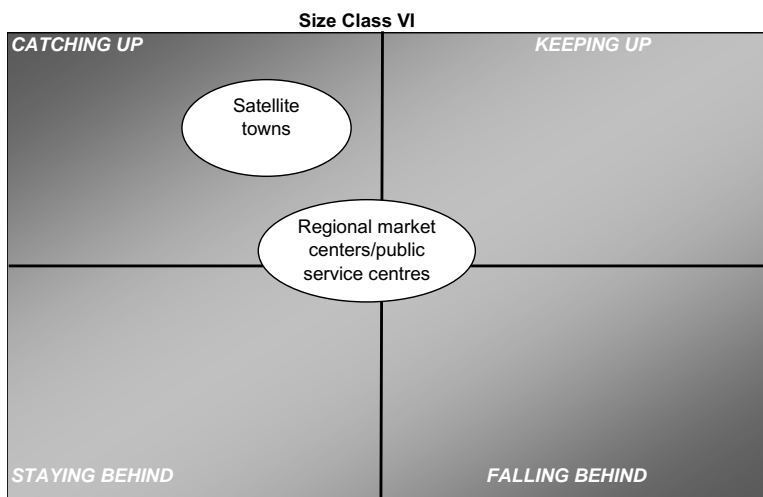 Size Class VI
CATCHING UP
KEEPING UP
Satellite
towns
Regional market
centers/public
service centres
STAYING BEHIND
FALLING BEHIND